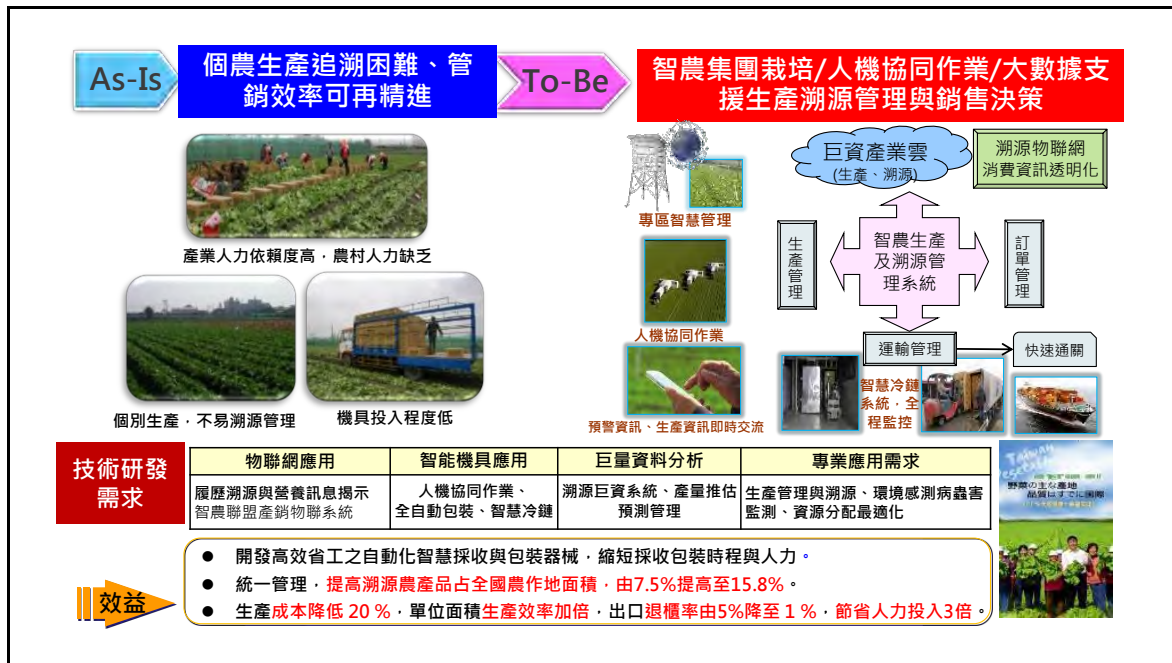 As-Is
個農生產追溯困難、管
銷效率可再精進
To-Be
智農集團栽培/人機協同作業/大數據支
援生產溯源管理與銷售決策
產業人力依賴度高，農村人力缺乏
個別生產，不易溯源管理
機具投入程度低
專區智慧管理
人機協同作業
預警資訊、生產資訊即時交流
巨資產業雲
(生產、溯源)
溯源物聯網
消費資訊透明化
生產管理
智農生產
及溯源管
理系統
訂單管理
運輸管理
快速通關
智慧冷鏈
系統，全
程監控
技術研發
需求
物聯網應用
智能機具應用
巨量資料分析
專業應用需求
履歷溯源與營養訊息揭示
智農聯盟產銷物聯系統
人機協同作業、
全自動包裝、智慧冷鏈
溯源巨資系統、產量推估
預測管理
生產管理與溯源、環境感測病蟲害
監測、資源分配最適化
Taiwan
Vegetable
野菜の主な產地
品質はすでに国際
效益
● 開發高效省工之自動化智慧採收與包裝器械，縮短採收包裝時程與人力。
● 統一管理，提高溯源農產品占全國農作地面積，由7.5%提高至15.8%。
● 生產成本降低 20 %，單位面積生產效率加倍，出口退櫃率由5%降至 1 %，節省人力投入3倍。